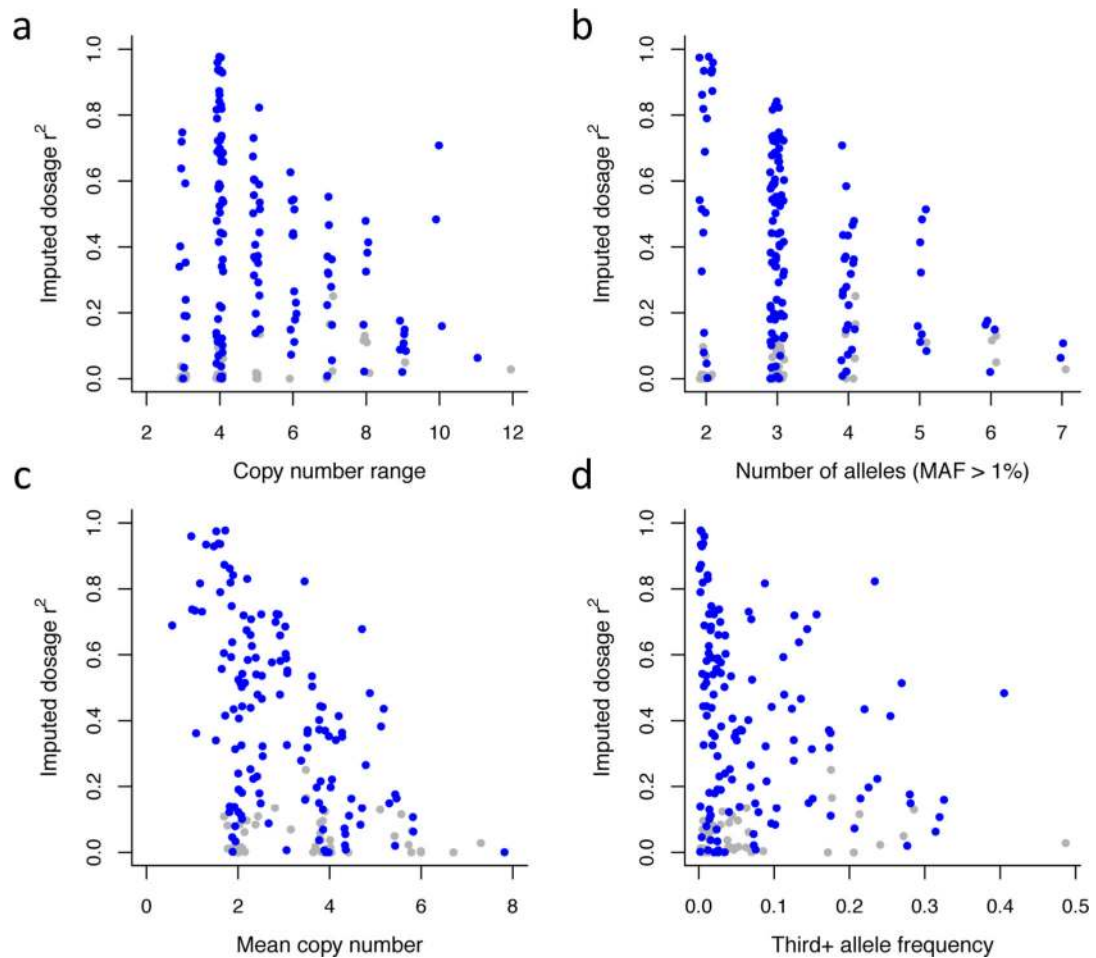 a
Imputed dosage r²
0.0 0.2 0.4 0.6 0.8 1.0
2 4 6 8 10 12
Copy number range
b
Imputed dosage r²
0.0 0.2 0.4 0.6 0.8 1.0
2 3 4 5 6 7
Number of alleles (MAF > 1%)
c
Imputed dosage r²
0.0 0.2 0.4 0.6 0.8 1.0
0 2 4 6 8
Mean copy number
d
Imputed dosage r²
0.0 0.2 0.4 0.6 0.8 1.0
0.0 0.1 0.2 0.3 0.4 0.5
Third+ allele frequency